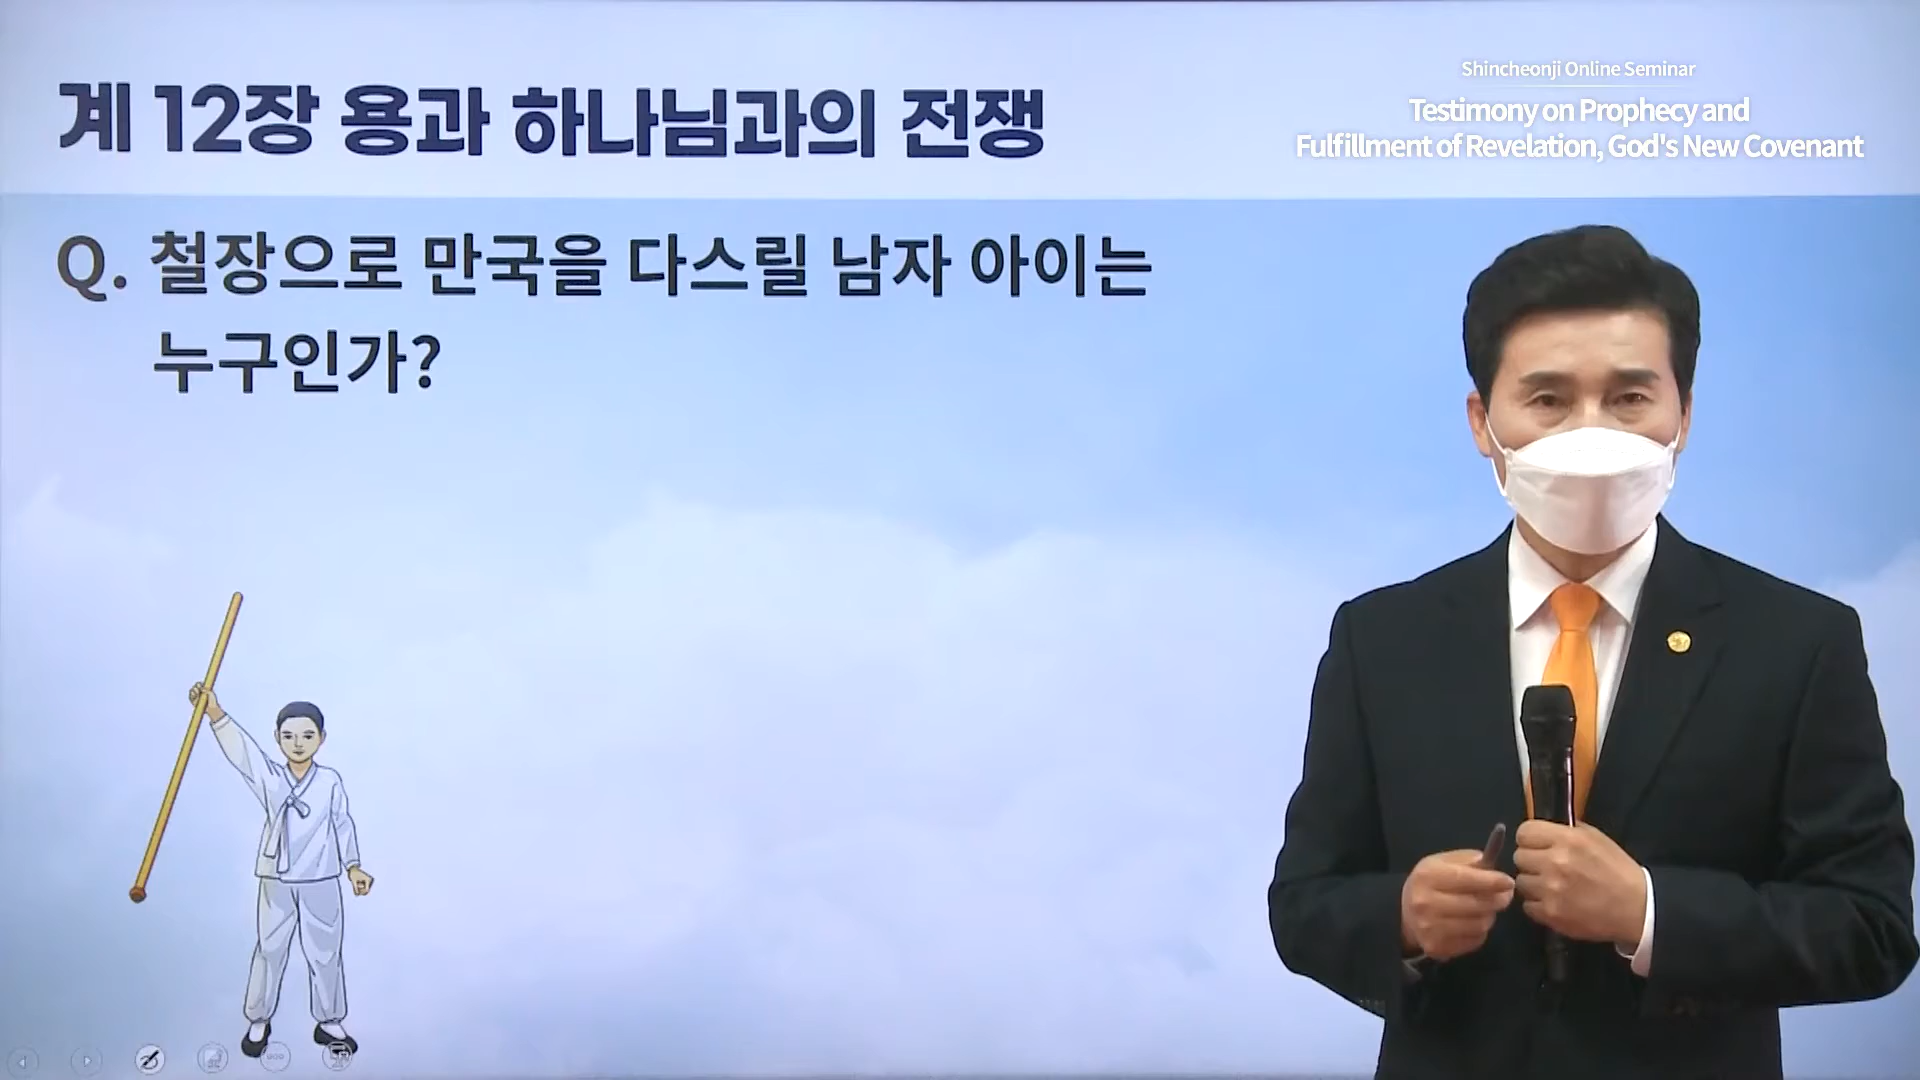 계 12장 용과 하나님과의 전쟁
Shincheonji Online Seminar
Testimony on Prophecy and
Fulfillment of Revelation, God's New Covenant
Q. 철장으로 만국을 다스릴 남자 아이는
누구인가?